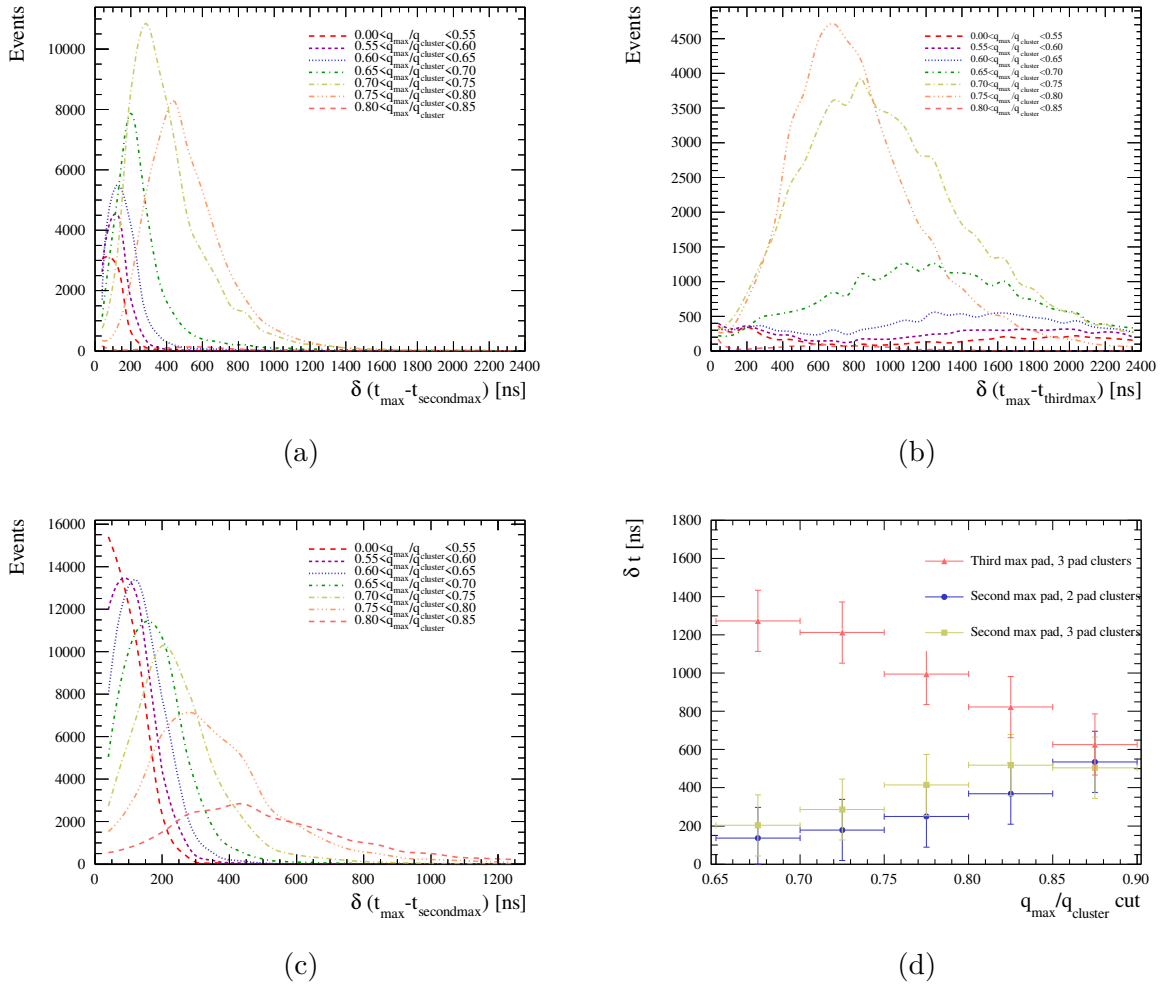 Events
10000
8000
6000
4000
2000
0
0 200 400 600 800 1000 1200 1400 1600 1800 2000 2200 2400
δ (t_max-t_secondmax) [ns]
0.00<q_max/q_cluster<0.55
0.55<q_max/q_cluster<0.60
0.60<q_max/q_cluster<0.65
0.65<q_max/q_cluster<0.70
0.70<q_max/q_cluster<0.75
0.75<q_max/q_cluster<0.80
0.80<q_max/q_cluster<0.85
(a)
Events
4500
4000
3500
3000
2500
2000
1500
1000
500
0
0 200 400 600 800 1000 1200 1400 1600 1800 2000 2200 2400
δ (t_max-t_thirdmax) [ns]
0.00<q_max/q_cluster<0.55
0.55<q_max/q_cluster<0.60
0.60<q_max/q_cluster<0.65
0.65<q_max/q_cluster<0.70
0.70<q_max/q_cluster<0.75
0.75<q_max/q_cluster<0.80
0.80<q_max/q_cluster<0.85
(b)
Events
16000
14000
12000
10000
8000
6000
4000
2000
0
0 200 400 600 800 1000 1200
δ (t_max-t_secondmax) [ns]
0.00<q_max/q_cluster<0.55
0.55<q_max/q_cluster<0.60
0.60<q_max/q_cluster<0.65
0.65<q_max/q_cluster<0.70
0.70<q_max/q_cluster<0.75
0.75<q_max/q_cluster<0.80
0.80<q_max/q_cluster<0.85
(c)
δ t [ns]
1800
1600
1400
1200
1000
800
600
400
200
0
0.65 0.70 0.75 0.80 0.85 0.90
q_max/q_cluster cut
Third max pad, 3 pad clusters
Second max pad, 2 pad clusters
Second max pad, 3 pad clusters
(d)